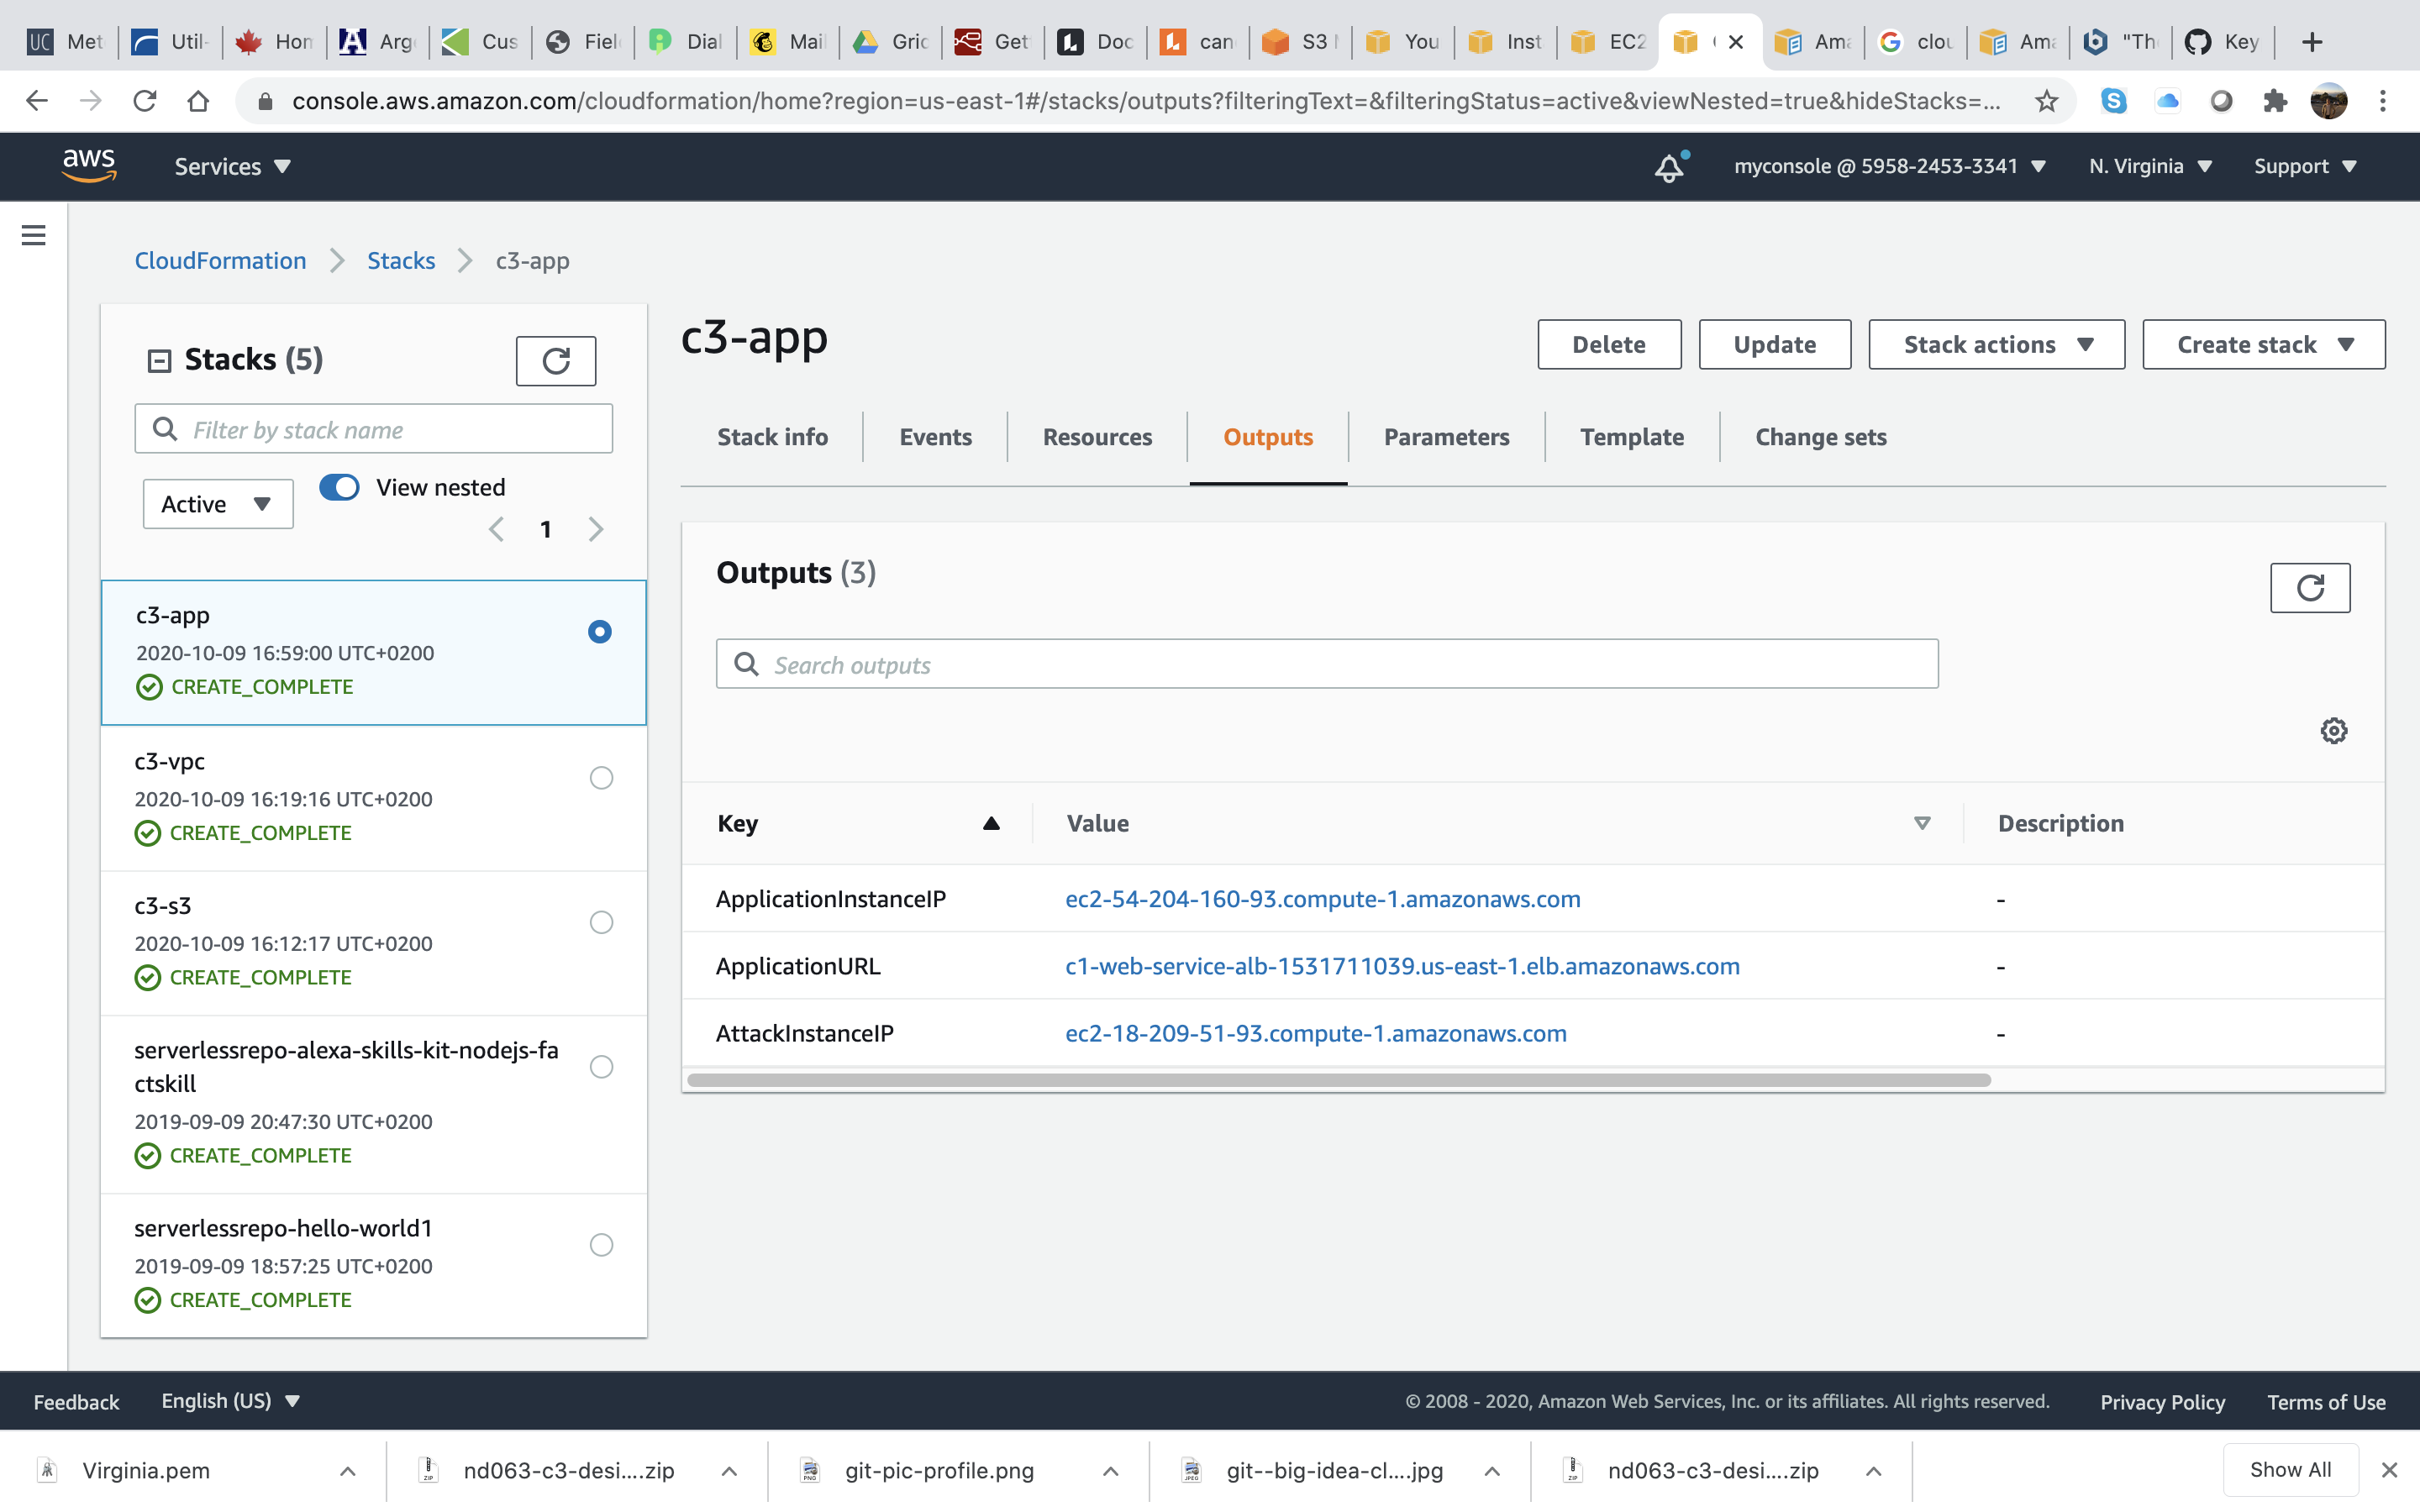 UC Met Util- Hom Arg Cus Fiel Dial Mail Gric Get Doc can S3 You Inst EC2 Ama clou Ama "Th Key
console.aws.amazon.com/cloudformation/home?region=us-east-1#/stacks/outputs?filteringText=&filteringStatus=active&viewNested=true&hideStacks=...
aws Services myconsole @ 5958-2453-3341 N. Virginia Support
CloudFormation Stacks c3-app
Stacks (5)
Filter by stack name
Active View nested
1
c3-app
2020-10-09 16:59:00 UTC+0200
CREATE_COMPLETE
c3-vpc
2020-10-09 16:19:16 UTC+0200
CREATE_COMPLETE
c3-s3
2020-10-09 16:12:17 UTC+0200
CREATE_COMPLETE
serverlessrepo-alexa-skills-kit-nodejs-fa
ctskill
2019-09-09 20:47:30 UTC+0200
CREATE_COMPLETE
serverlessrepo-hello-world1
2019-09-09 18:57:25 UTC+0200
CREATE_COMPLETE
c3-app
Delete Update Stack actions Create stack
Stack info Events Resources Outputs Parameters Template Change sets
Outputs (3)
Search outputs
Key Value Description
ApplicationInstanceIP ec2-54-204-160-93.compute-1.amazonaws.com -
ApplicationURL c1-web-service-alb-1531711039.us-east-1.elb.amazonaws.com -
AttackInstanceIP ec2-18-209-51-93.compute-1.amazonaws.com -
Feedback English (US) © 2008 - 2020, Amazon Web Services, Inc. or its affiliates. All rights reserved. Privacy Policy Terms of Use
Virginia.pem nd063-c3-desi....zip git-pic-profile.png git--big-idea-cl....jpg nd063-c3-desi....zip Show All